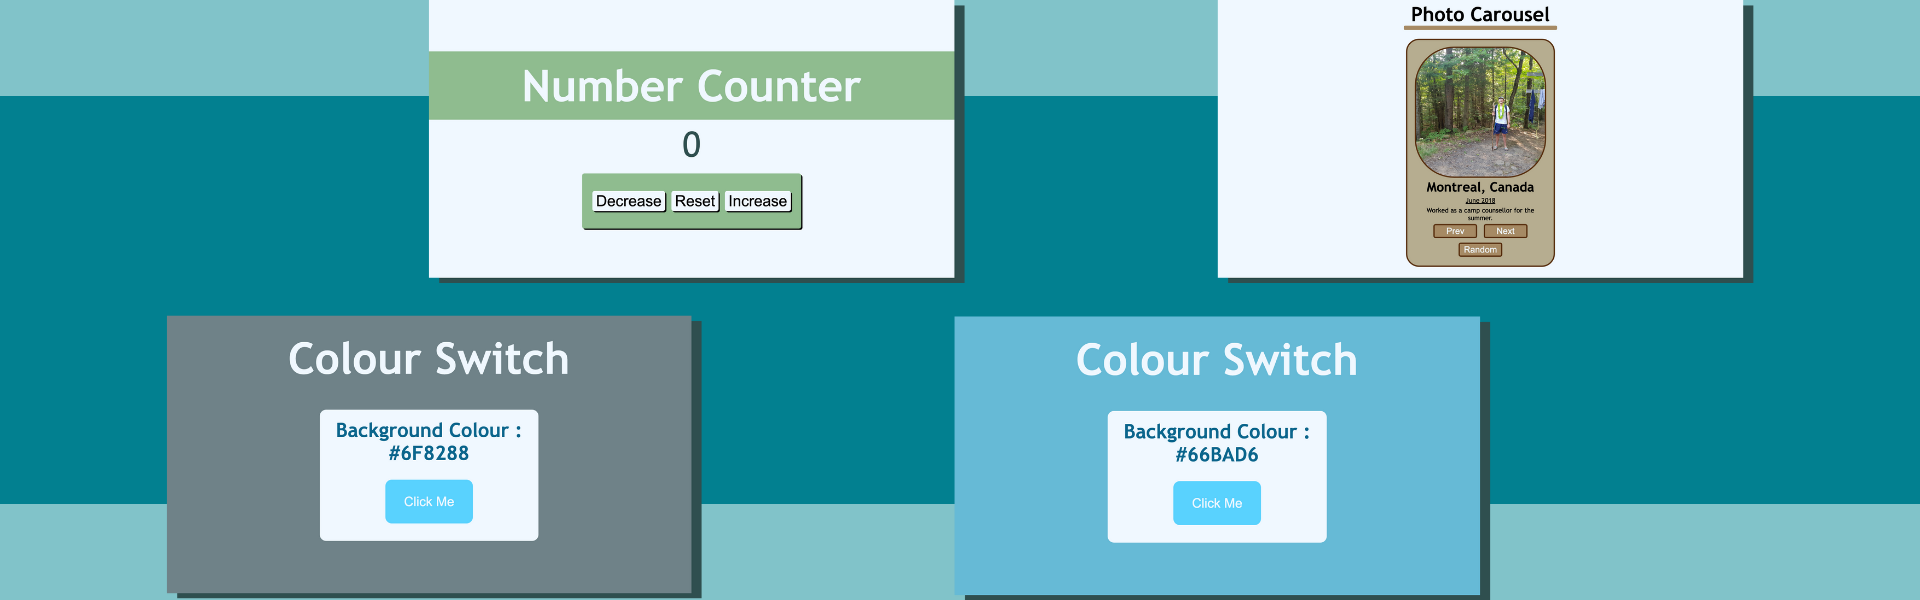 Number Counter
0
Decrease Reset Increase
Photo Carousel
Montreal, Canada
June 2018
Worked as a camp counsellor for the
summer.
Prev Next
Random
Colour Switch
Background Colour :
#6F8288
Click Me
Colour Switch
Background Colour :
#66BAD6
Click Me